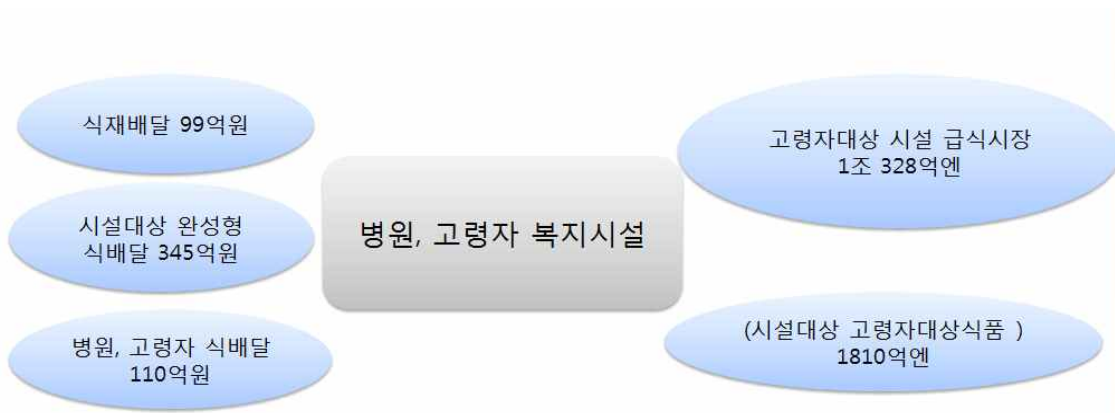 식재배달 99억원
시설대상 완성형
식배달 345억원
병원, 고령자 식배달
110억원
병원, 고령자 복지시설
고령자대상 시설 급식시장
1조 328억엔
(시설대상 고령자대상식품 )
1810억엔